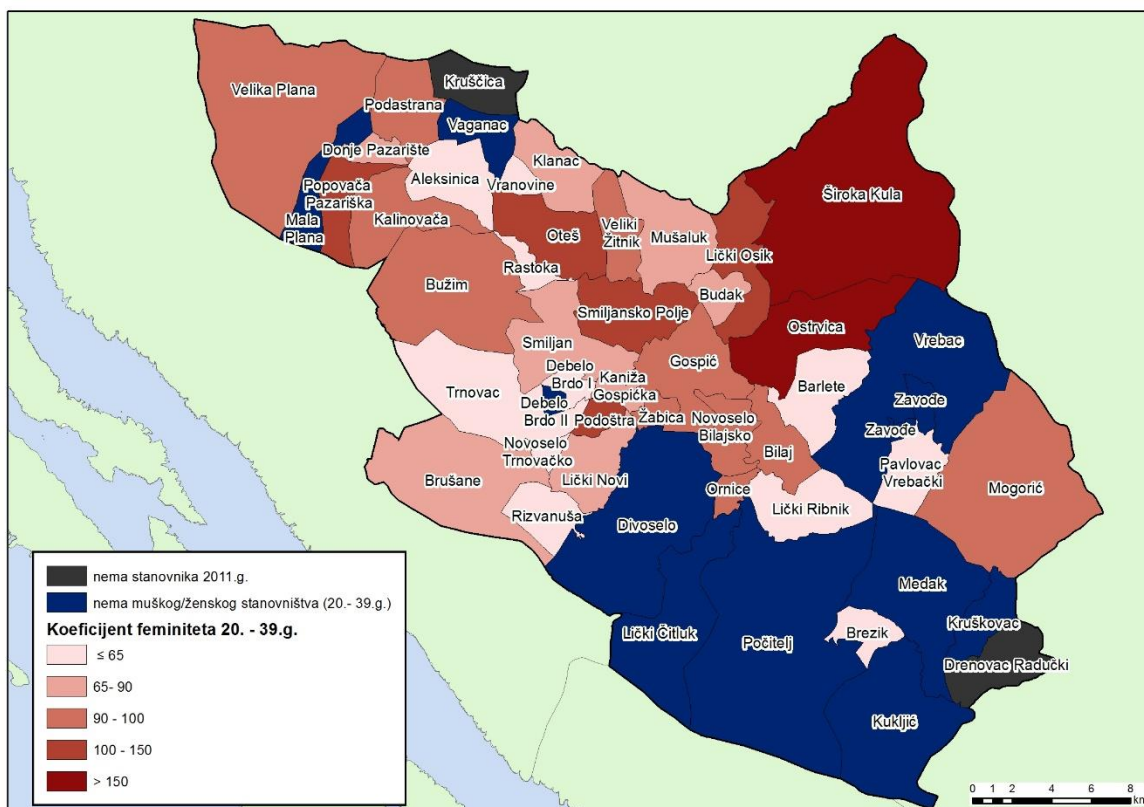 Kruščica
Velika Plana
Podastrana
Vaganac
Donje Pazarište
Klanac
Aleksinica
Vranovine
Popovača
Pazariška
Široka Kula
Mala
Plana
Kalinovača
Oteš
Veliki
Žitnik
Mušaluk
Lički Osik
Rastoka
Bužim
Budak
Smiljansko Polje
Ostrvica
Smiljan
Gospić
Vrebac
Debelo
Brdo I
Kaniža
Gospićka
Barlete
Trnovac
Debelo
Brdo II
Podoštra
Žabica
Novoselo
Bilajsko
Zavođe
Zavođe
Novoselo
Trnovačko
Bilaj
Pavlovac
Vrebački
Brušane
Lički Novi
Ornice
Mogorić
Lički Ribnik
Rizvanuša
Divoselo
Medak
Kruškovac
Lički Čitluk
Počitelj
Brezik
Drenovac Radučki
Kukljić
nema stanovnika 2011.g.
nema muškog/ženskog stanovništva (20.- 39.g.)
Koeficijent feminiteta 20. - 39.g.
≤ 65
65- 90
90 - 100
100 - 150
> 150
0 1 2 4 6 8
km